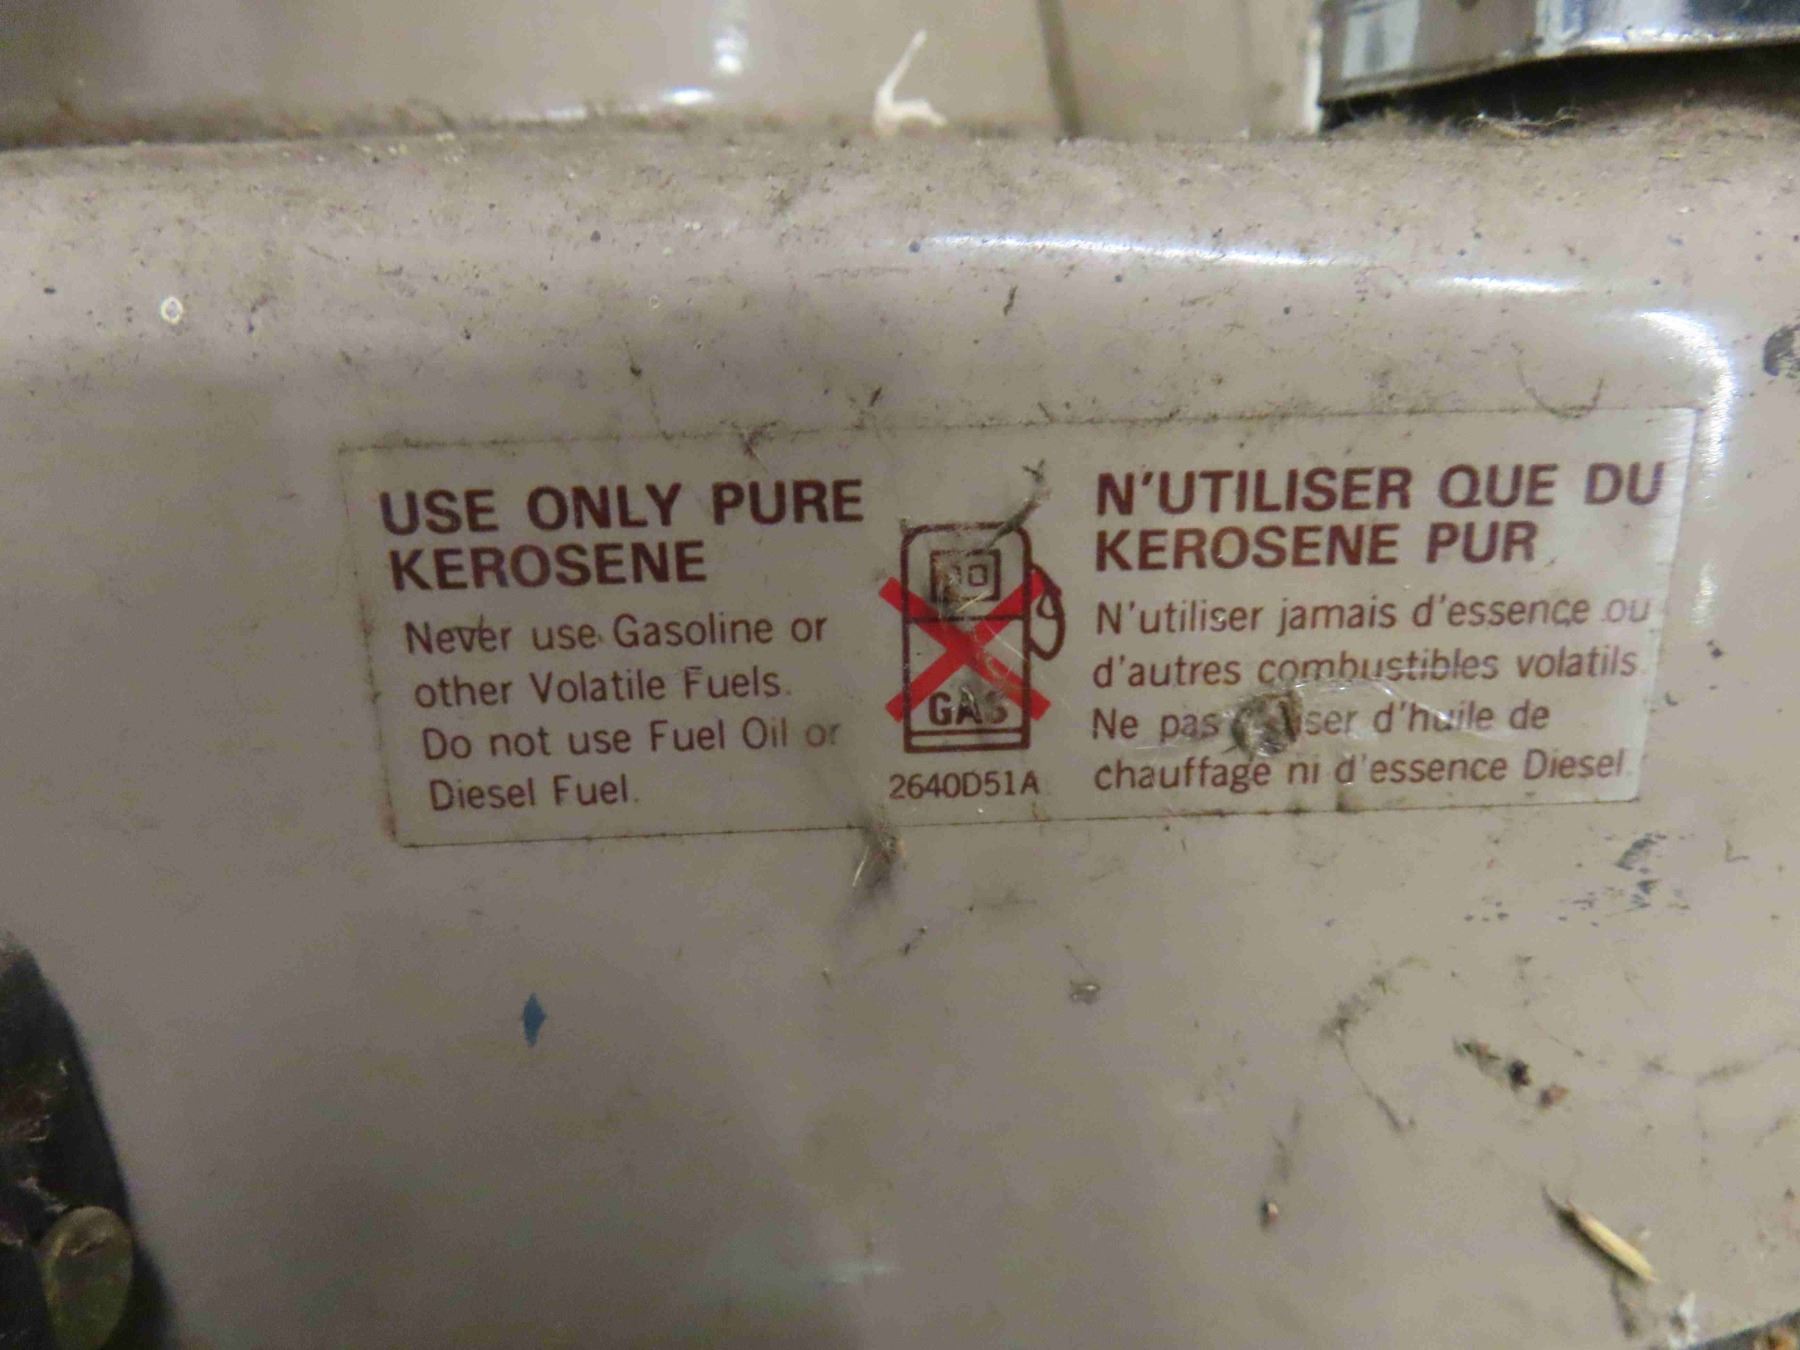 USE ONLY PURE
KEROSENE
Never use Gasoline or
other Volatile Fuels.
Do not use Fuel Oil or
Diesel Fuel.
GAS
2640D51A
N'UTILISER QUE DU
KEROSENE PUR
N'utiliser jamais d'essence ou
d'autres combustibles volatils.
Ne pas d'huile de
chauffage ni d'essence Diesel.